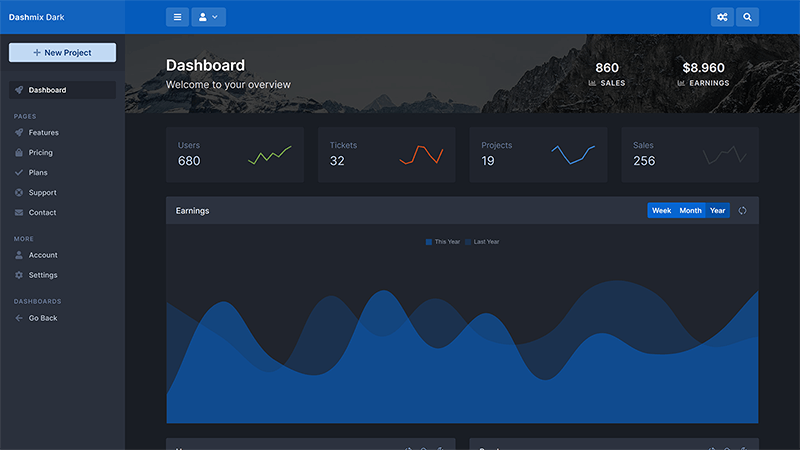 Dashmix Dark
New Project
Dashboard
PAGES
Features
Pricing
Plans
Support
Contact
MORE
Account
Settings
DASHBOARDS
Go Back
Dashboard
Welcome to your overview
860
SALES
$8.960
EARNINGS
Users
680
Tickets
32
Projects
19
Sales
256
Earnings
Week Month Year
This Year Last Year